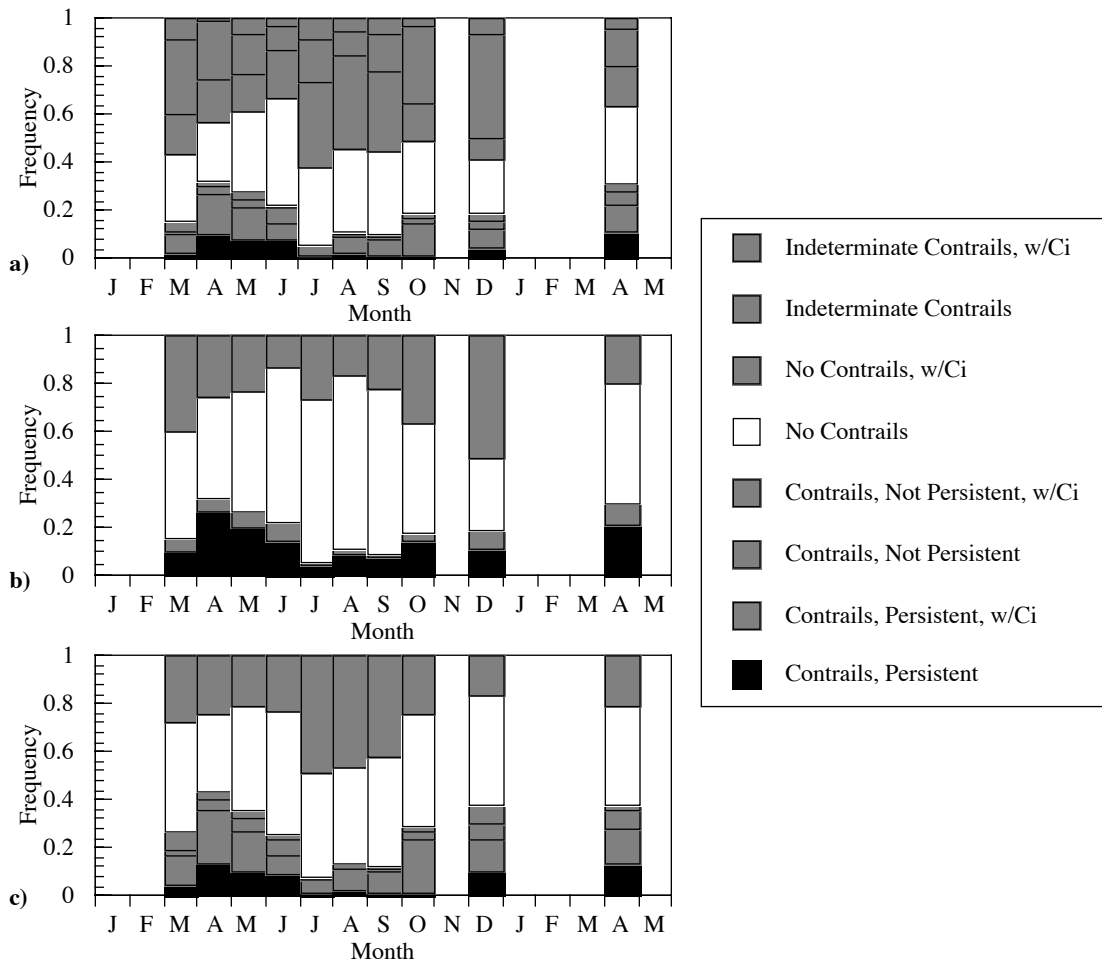 1
0.8
0.6
0.4
0.2
0
Frequency
a)
J F M A M J J A S O N D J F M A M
Month
1
0.8
0.6
0.4
0.2
0
Frequency
b)
J F M A M J J A S O N D J F M A M
Month
1
0.8
0.6
0.4
0.2
0
Frequency
c)
J F M A M J J A S O N D J F M A M
Month
Indeterminate Contrails, w/Ci
Indeterminate Contrails
No Contrails, w/Ci
No Contrails
Contrails, Not Persistent, w/Ci
Contrails, Not Persistent
Contrails, Persistent, w/Ci
Contrails, Persistent